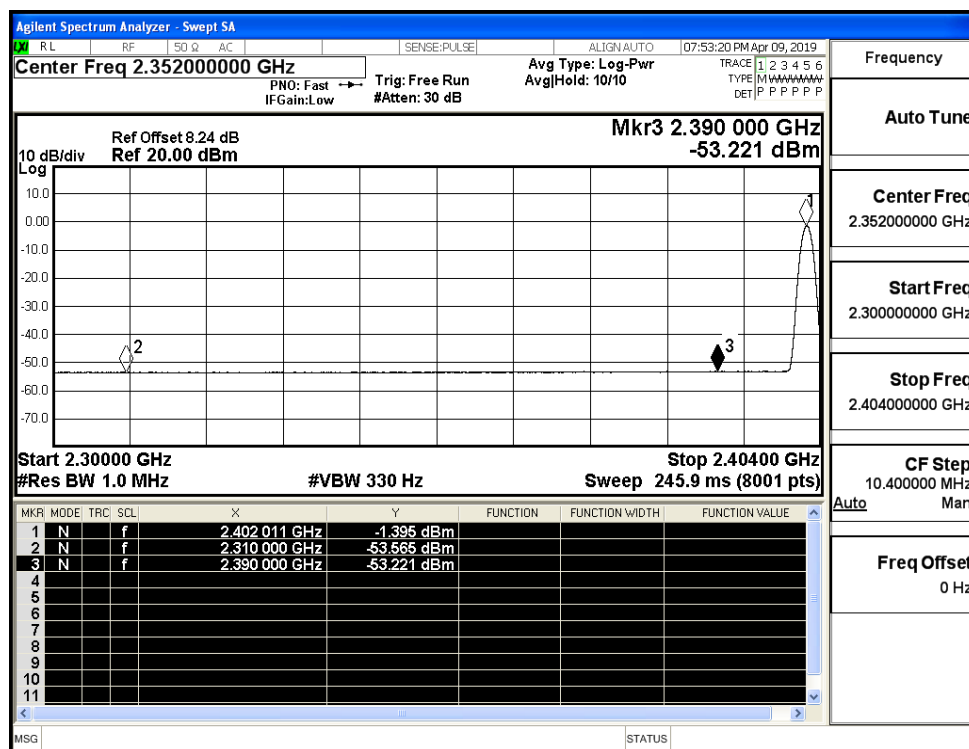 Agilent Spectrum Analyzer - Swept SA
LXI RL RF 50 Ω AC SENSE:PULSE ALIGN AUTO 07:53:20 PM Apr 09, 2019
Center Freq 2.352000000 GHz
PNO: Fast
IFGain:Low
Trig: Free Run
#Atten: 30 dB
Avg Type: Log-Pwr
Avg|Hold: 10/10
TRACE 1 2 3 4 5 6
TYPE M WWWWW
DET P P P P P P
Ref Offset 8.24 dB
10 dB/div Ref 20.00 dBm
Log
Mkr3 2.390 000 GHz
-53.221 dBm
10.0
0.00
-10.0
-20.0
-30.0
-40.0
-50.0
-60.0
-70.0
1
2
3
Start 2.30000 GHz
Stop 2.40400 GHz
#Res BW 1.0 MHz
#VBW 330 Hz
Sweep 245.9 ms (8001 pts)
MKR MODE TRC SCL X Y FUNCTION FUNCTION WIDTH FUNCTION VALUE
1 N f 2.402 011 GHz -1.395 dBm
2 N f 2.310 000 GHz -53.565 dBm
3 N f 2.390 000 GHz -53.221 dBm
4
5
6
7
8
9
10
11
MSG
STATUS
Frequency
Auto Tune
Center Freq
2.352000000 GHz
Start Freq
2.300000000 GHz
Stop Freq
2.404000000 GHz
CF Step
10.400000 MHz
Auto Man
Freq Offset
0 Hz